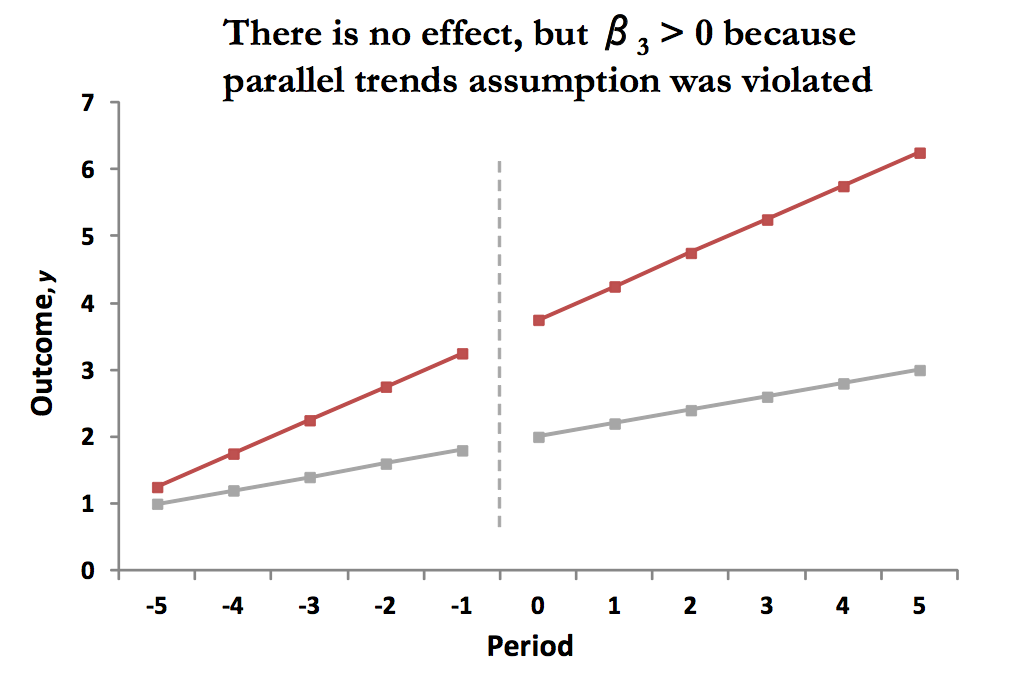 There is no effect, but β 3 > 0 because
parallel trends assumption was violated
7
6
5
4
3
2
1
0
Outcome, y
-5 -4 -3 -2 -1 0 1 2 3 4 5
Period